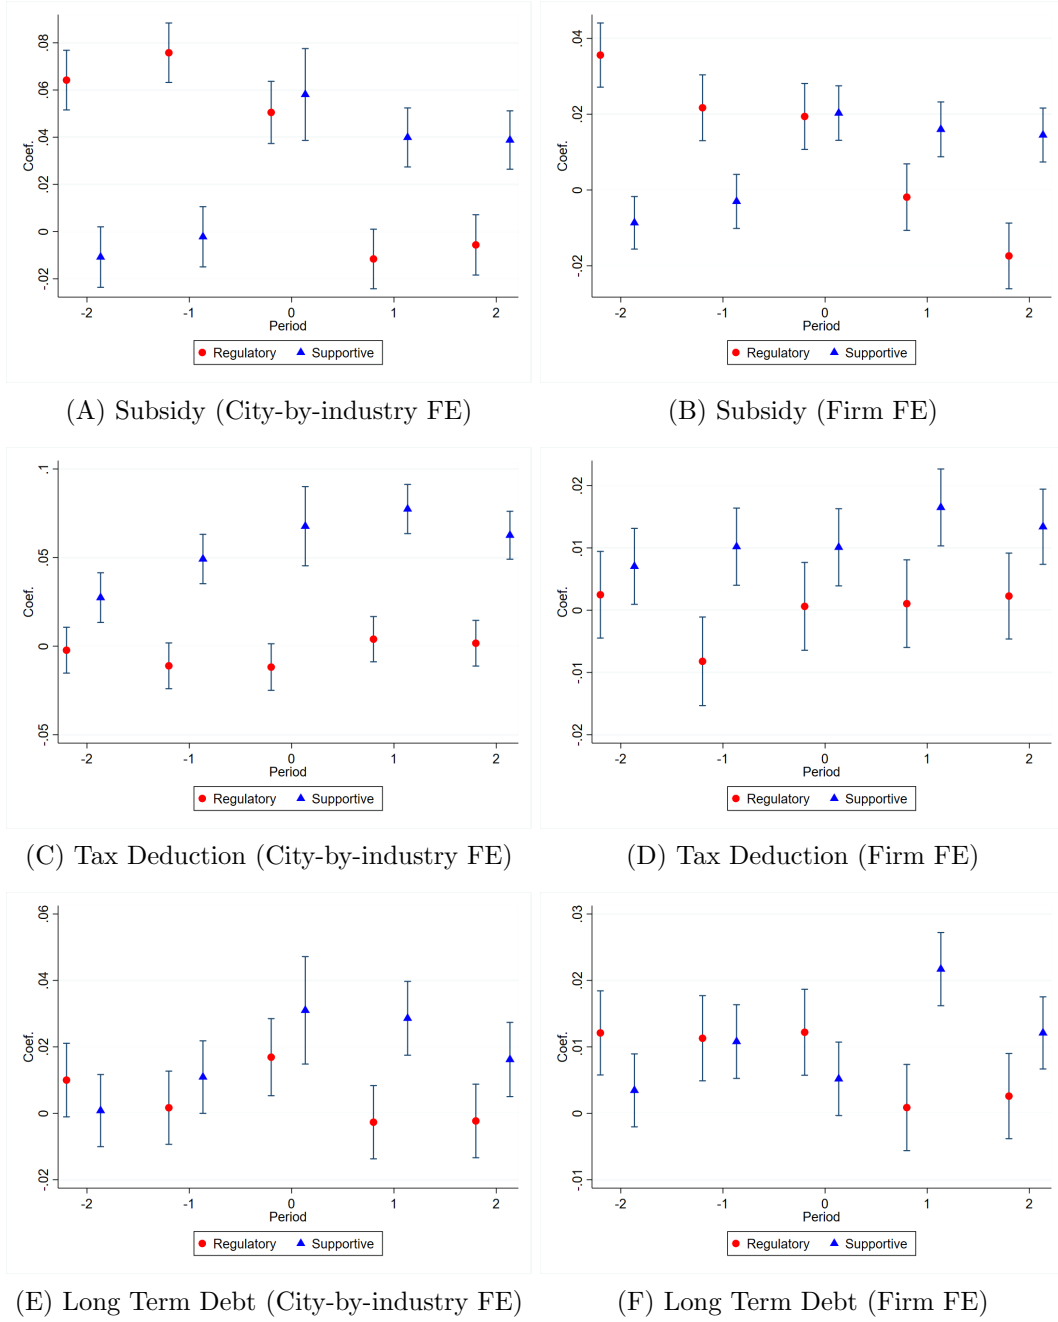 .08
.06
.04
.02
0
-.02
Coef.
-2 -1 0 1 2
Period
Regulatory Supportive
(A) Subsidy (City-by-industry FE)
.04
.02
0
-.02
Coef.
-2 -1 0 1 2
Period
Regulatory Supportive
(B) Subsidy (Firm FE)
.1
.05
0
-.05
Coef.
-2 -1 0 1 2
Period
Regulatory Supportive
(C) Tax Deduction (City-by-industry FE)
.02
.01
0
-.01
-.02
Coef.
-2 -1 0 1 2
Period
Regulatory Supportive
(D) Tax Deduction (Firm FE)
.06
.04
.02
0
-.02
Coef.
-2 -1 0 1 2
Period
Regulatory Supportive
(E) Long Term Debt (City-by-industry FE)
.03
.02
.01
0
-.01
Coef.
-2 -1 0 1 2
Period
Regulatory Supportive
(F) Long Term Debt (Firm FE)